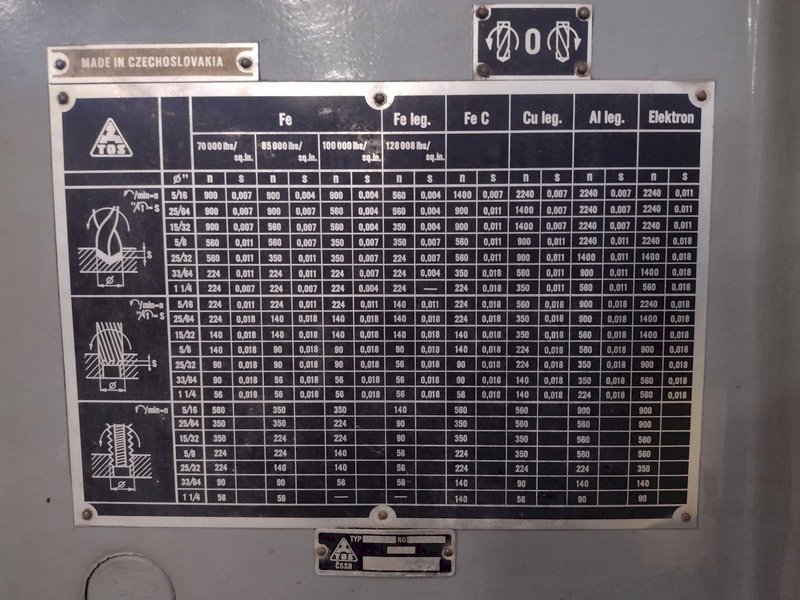 MADE IN CZECHOSLOVAKIA
0
TOS
Fe Fe leg. Fe C Cu leg. Al leg. Elektron
70 000 lbs/sq.in. 85 000 lbs/sq.in. 100 000 lbs/sq.in. 128 008 lbs/sq.in.
ø" n s n s n s n s n s n s n s n s
/min=n
"/1=s
5/16 900 0,007 900 0,004 900 0,004 560 0,004 1400 0,007 2240 0,007 2240 0,007 2240 0,011
25/64 900 0,007 900 0,007 560 0,004 560 0,004 900 0,011 1400 0,007 2240 0,007 2240 0,011
15/32 900 0,007 560 0,007 560 0,007 350 0,007 900 0,011 1400 0,007 2240 0,007 2240 0,011
5/8 560 0,011 560 0,007 350 0,007 350 0,007 560 0,011 900 0,011 2240 0,011 2240 0,018
25/32 560 0,011 350 0,011 350 0,007 224 0,007 560 0,011 900 0,011 1400 0,011 1400 0,018
33/64 224 0,011 224 0,011 224 0,007 224 0,004 350 0,018 560 0,011 900 0,011 1400 0,018
1 1/4 224 0,007 224 0,007 224 0,004 224 — 224 0,018 350 0,011 560 0,011 560 0,018
s
ø
/min=n
"/1=s
5/16 224 0,011 224 0,011 224 0,011 140 0,011 224 0,018 560 0,018 900 0,018 2240 0,018
25/64 224 0,018 140 0,018 140 0,018 140 0,018 224 0,018 350 0,018 900 0,018 1400 0,018
15/32 140 0,018 140 0,018 140 0,018 140 0,018 140 0,018 350 0,018 560 0,018 1400 0,018
5/8 140 0,018 90 0,018 90 0,018 90 0,018 140 0,018 224 0,018 560 0,018 900 0,018
25/32 90 0,018 90 0,018 90 0,018 56 0,018 90 0,018 224 0,018 350 0,018 900 0,018
33/64 90 0,018 56 0,018 56 0,018 56 0,018 90 0,018 140 0,018 350 0,018 560 0,018
1 1/4 56 0,018 56 0,018 56 0,018 56 0,018 56 0,018 140 0,018 224 0,018 560 0,018
s
ø
/min=n
5/16 560 350 350 140 560 560 900 900
25/64 350 350 224 90 350 560 900 900
15/32 350 224 224 90 350 350 560 560
5/8 224 224 140 56 224 350 560 560
25/32 224 140 140 56 224 224 224 350
33/64 90 90 56 56 140 90 140 140
1 1/4 56 56 — — 140 56 90 90
ø
TYP NO
TOS
ČSSR